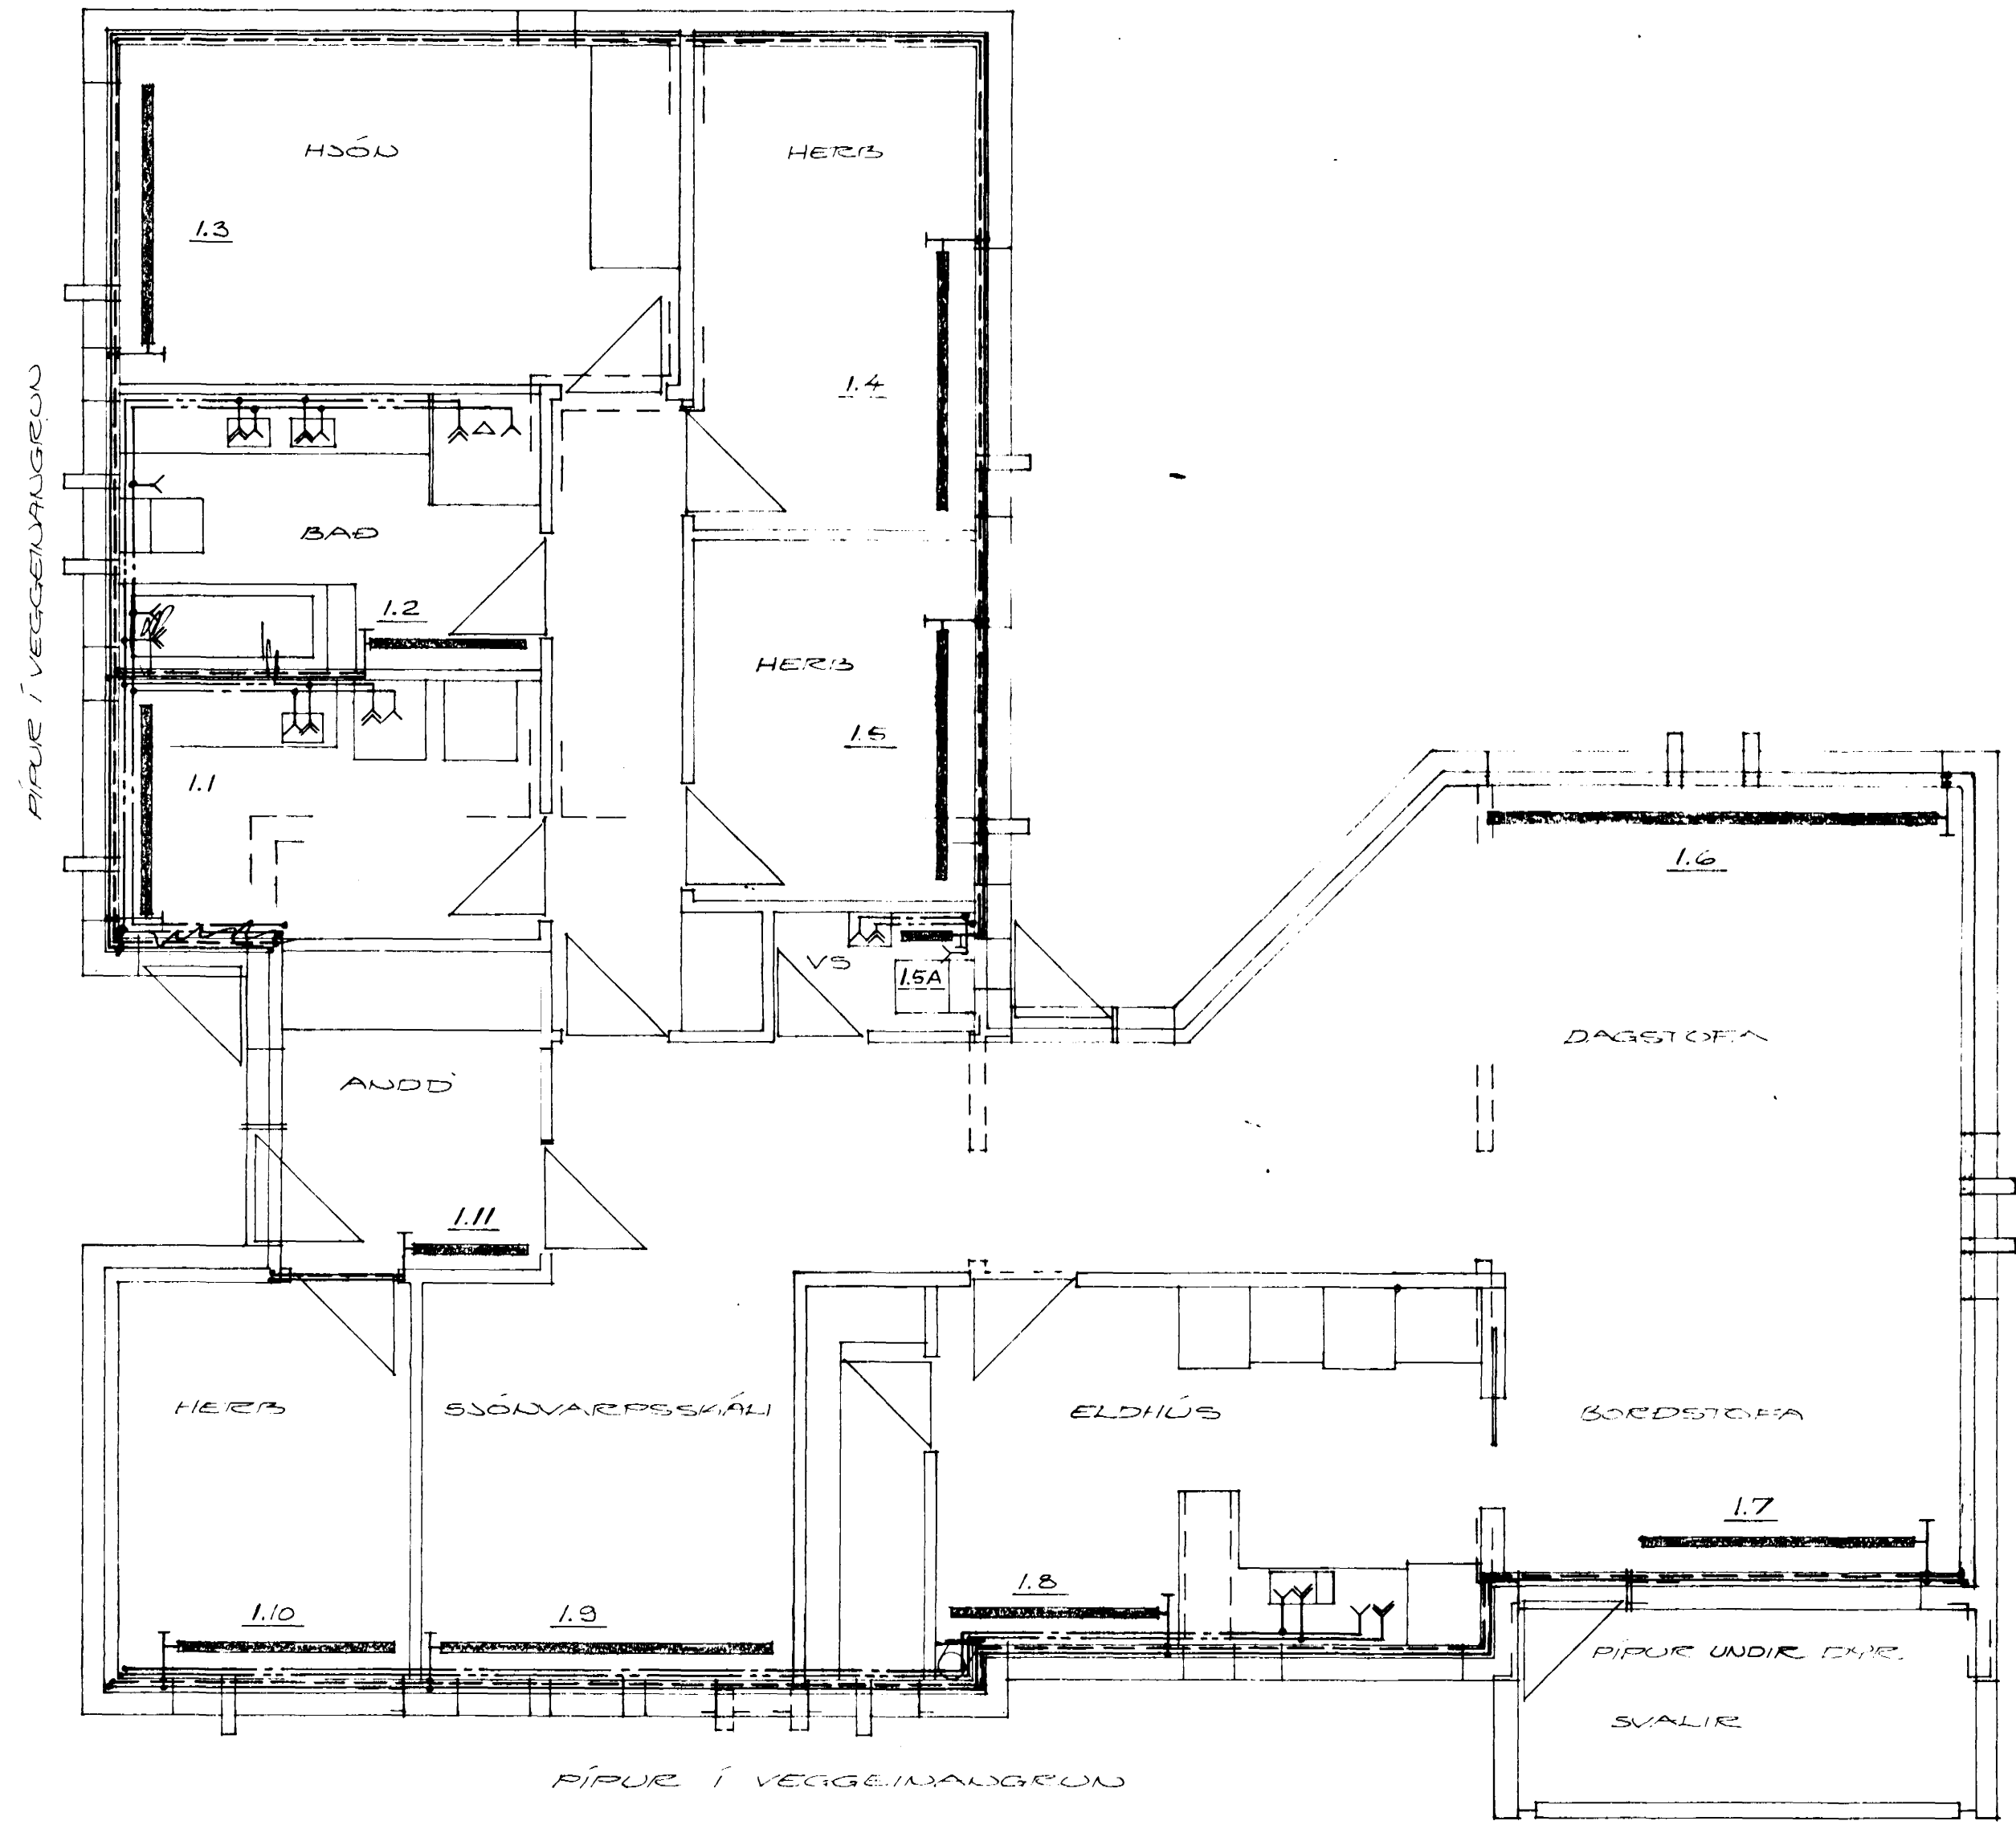 HJÓN
HERB
1.3
1.4
PÍPUR Í VEGGEINANGRUN
BAÐ
1.2
HERB
1.5
1.1
1.6
VS
1.5A
DAGSTOFA
ANDD
1.11
HERB
SJÓNVARPSSKÁLI
ELDHÚS
BORDSTOFA
1.7
1.8
1.10
1.9
PÍPUR UNDIR DYR
SVALIR
PÍPUR Í VEGGEINANGRUN